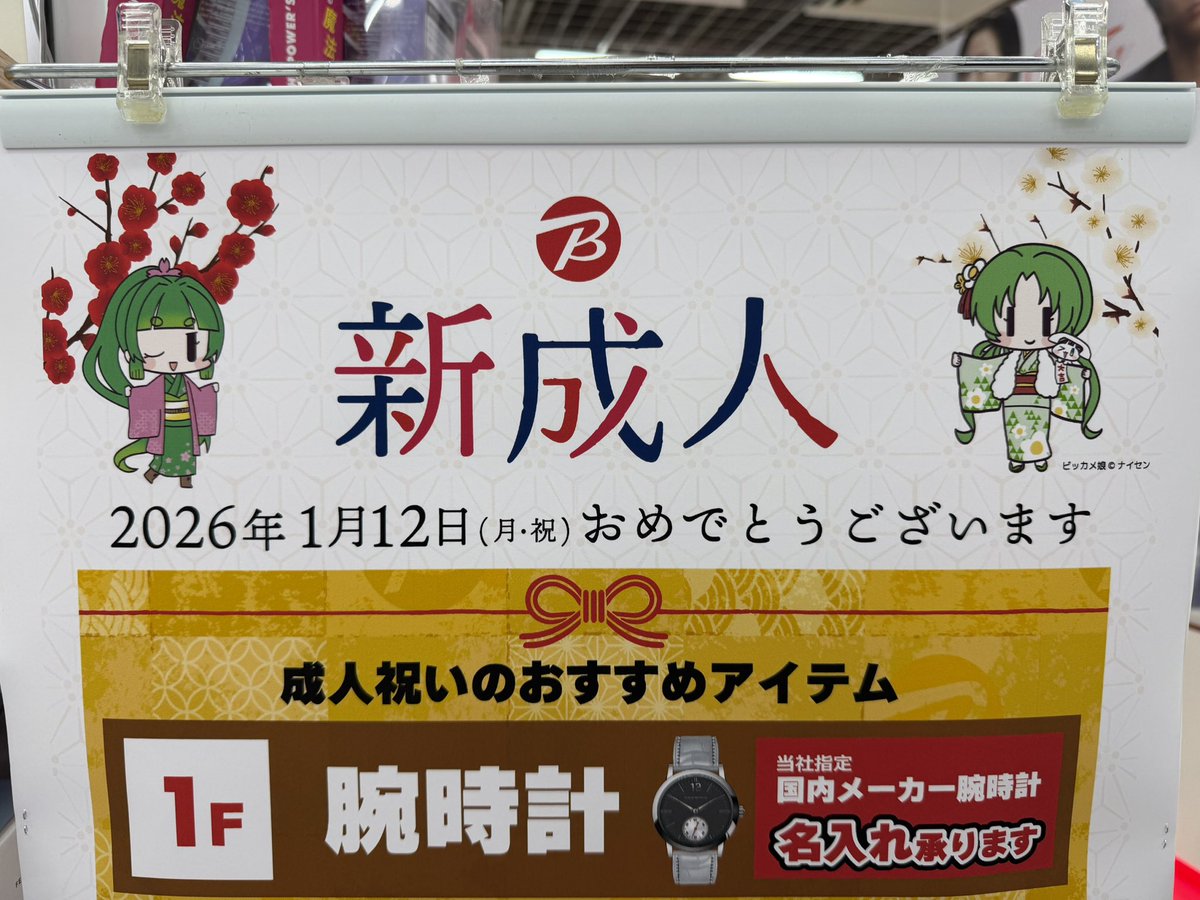 POWER'S
B
新成人
ビッカメ娘©ナイセン
2026年1月12日(月・祝)おめでとうございます
成人祝いのおすすめアイテム
1F
腕時計
当社指定
国内メーカー腕時計
名入れ承ります